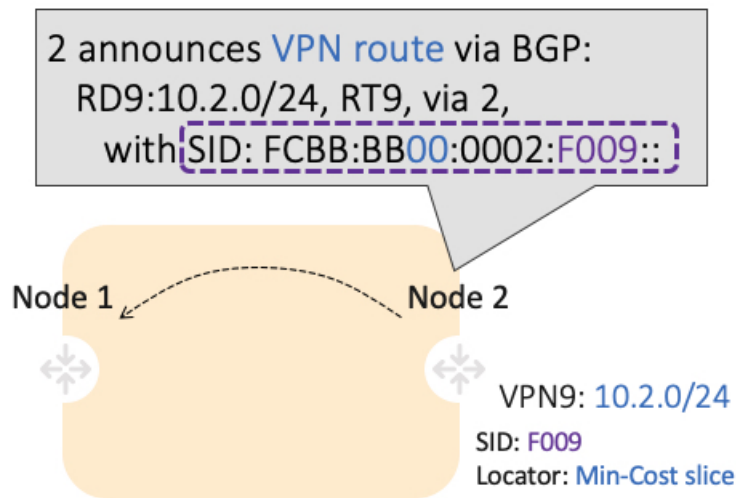 2 announces VPN route via BGP:
RD9:10.2.0/24, RT9, via 2,
with SID: FCBB:BB00:0002:F009::
Node 1
Node 2
VPN9: 10.2.0/24
SID: F009
Locator: Min-Cost slice